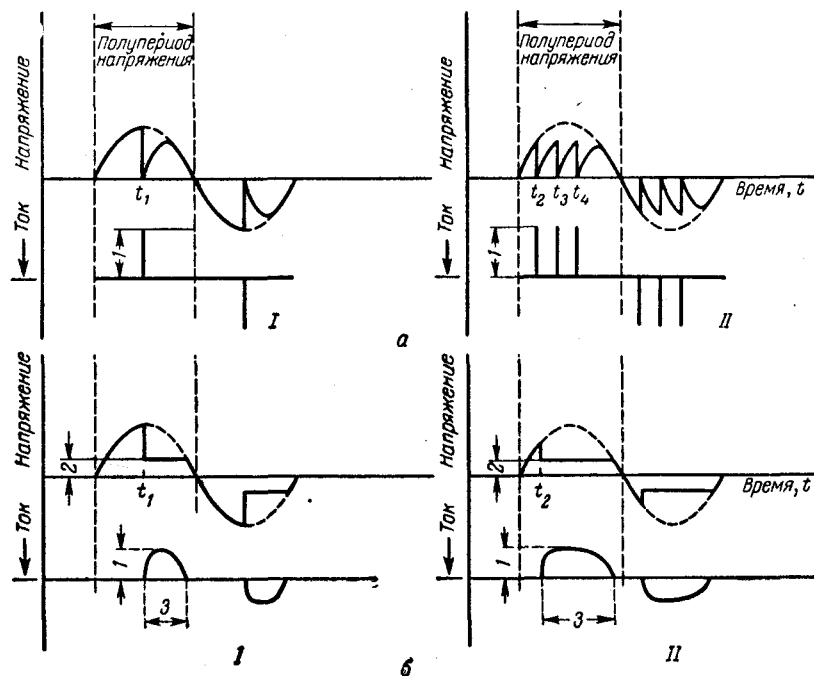 Полупериод
напряжения
Напряжение
Ток
t₁
1
I
Полупериод
напряжения
Напряжение
Ток
t₂ t₃ t₄
Время, t
1
II
а
Напряжение
Ток
2
t₁
1
3
I
Напряжение
Ток
2
t₂
Время, t
1
3
II
б